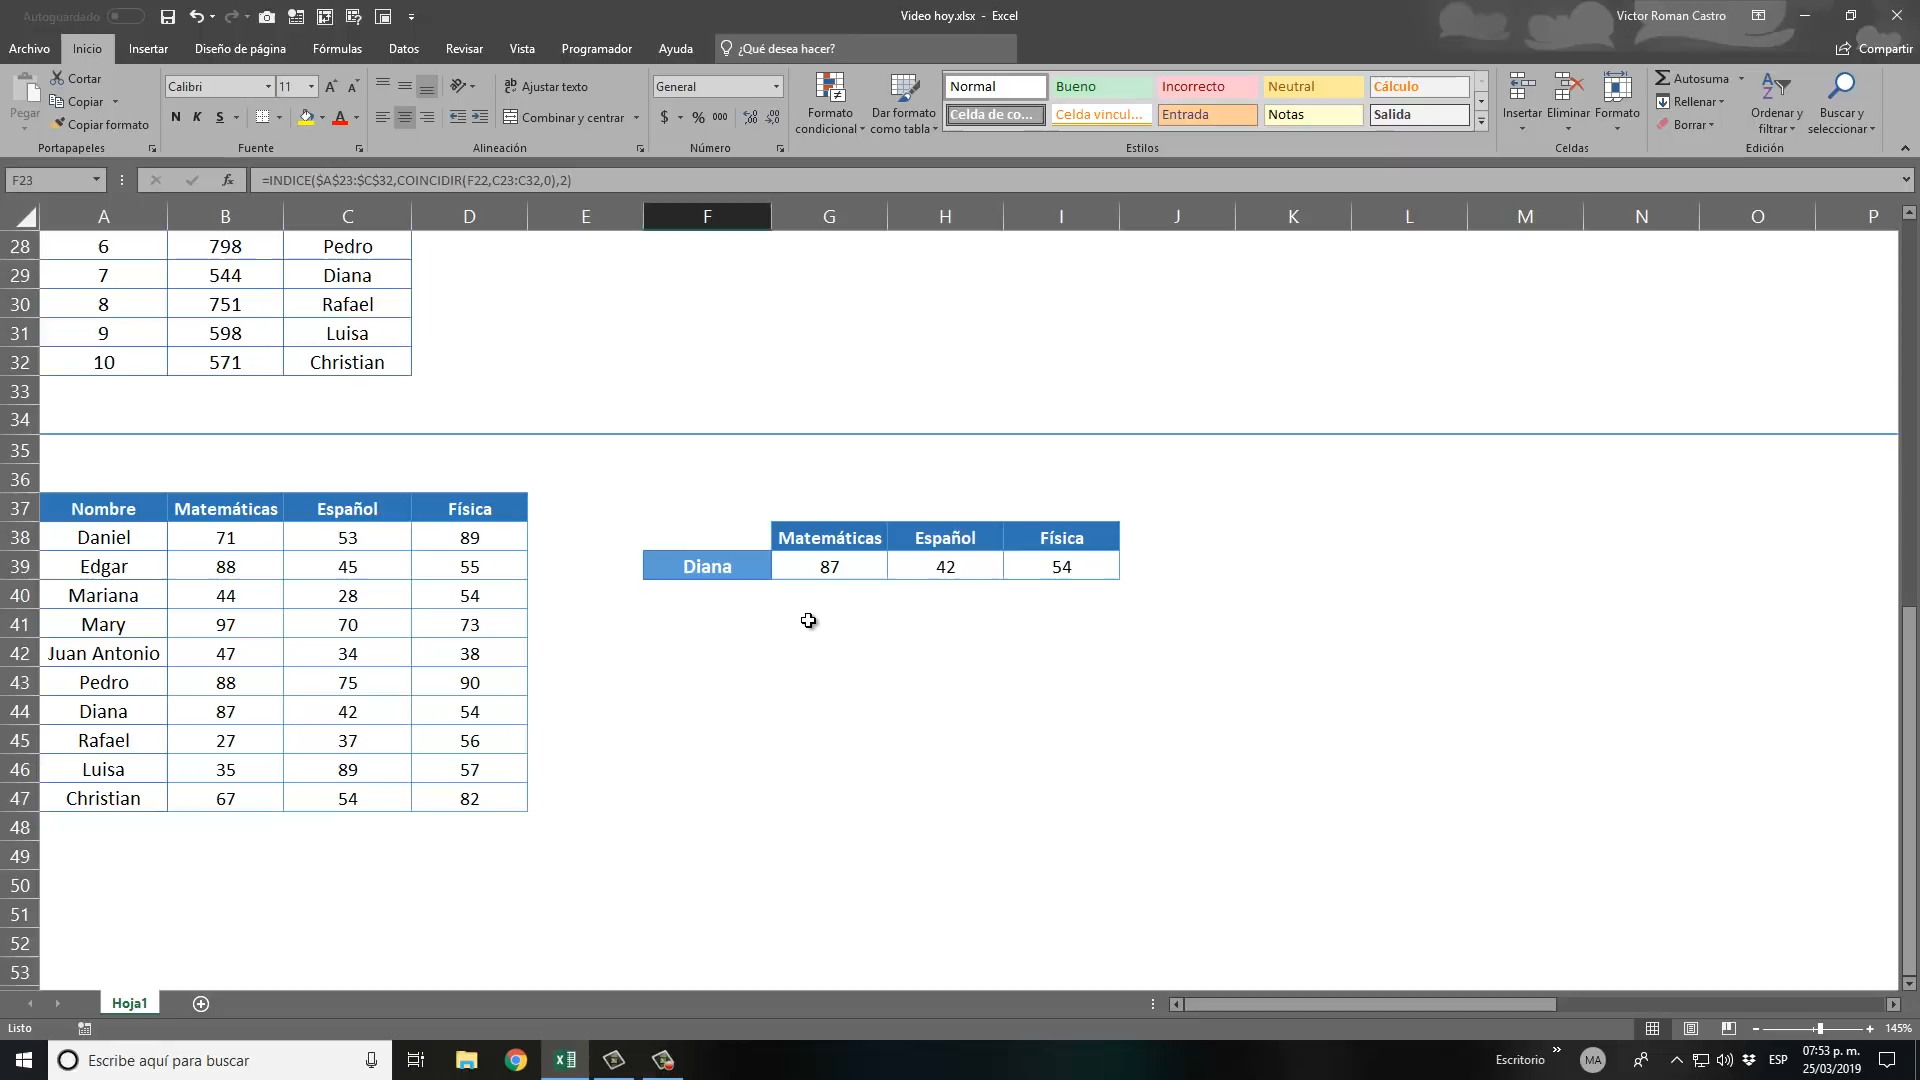 Autoguardado
Video hoy.xlsx - Excel
Victor Roman Castro
Archivo Inicio Insertar Diseño de página Fórmulas Datos Revisar Vista Programador Ayuda ¿Qué desea hacer? Compartir
Pegar
Cortar
Copiar
Copiar formato
Portapapeles
Calibri 11
N K S
Fuente
Ajustar texto
Combinar y centrar
Alineación
General
$ % 000
Número
Formato condicional
Dar formato como tabla
Normal Bueno Incorrecto Neutral Cálculo
Celda de co... Celda vincul... Entrada Notas Salida
Estilos
Insertar Eliminar Formato
Celdas
Autosuma
Rellenar
Borrar
Ordenar y filtrar
Buscar y seleccionar
Edición
F23 fx =INDICE($A$23:$C$32,COINCIDIR(F22,C23:C32,0),2)
A B C D E F G H I J K L M N O P
28 6 798 Pedro
29 7 544 Diana
30 8 751 Rafael
31 9 598 Luisa
32 10 571 Christian
33
34
35
36
37 Nombre Matemáticas Español Física
38 Daniel 71 53 89 Matemáticas Español Física
39 Edgar 88 45 55 Diana 87 42 54
40 Mariana 44 28 54
41 Mary 97 70 73
42 Juan Antonio 47 34 38
43 Pedro 88 75 90
44 Diana 87 42 54
45 Rafael 27 37 56
46 Luisa 35 89 57
47 Christian 67 54 82
48
49
50
51
52
53
Hoja1
Listo 145%
Escribe aquí para buscar
Escritorio MA ESP
07:53 p. m.
25/03/2019